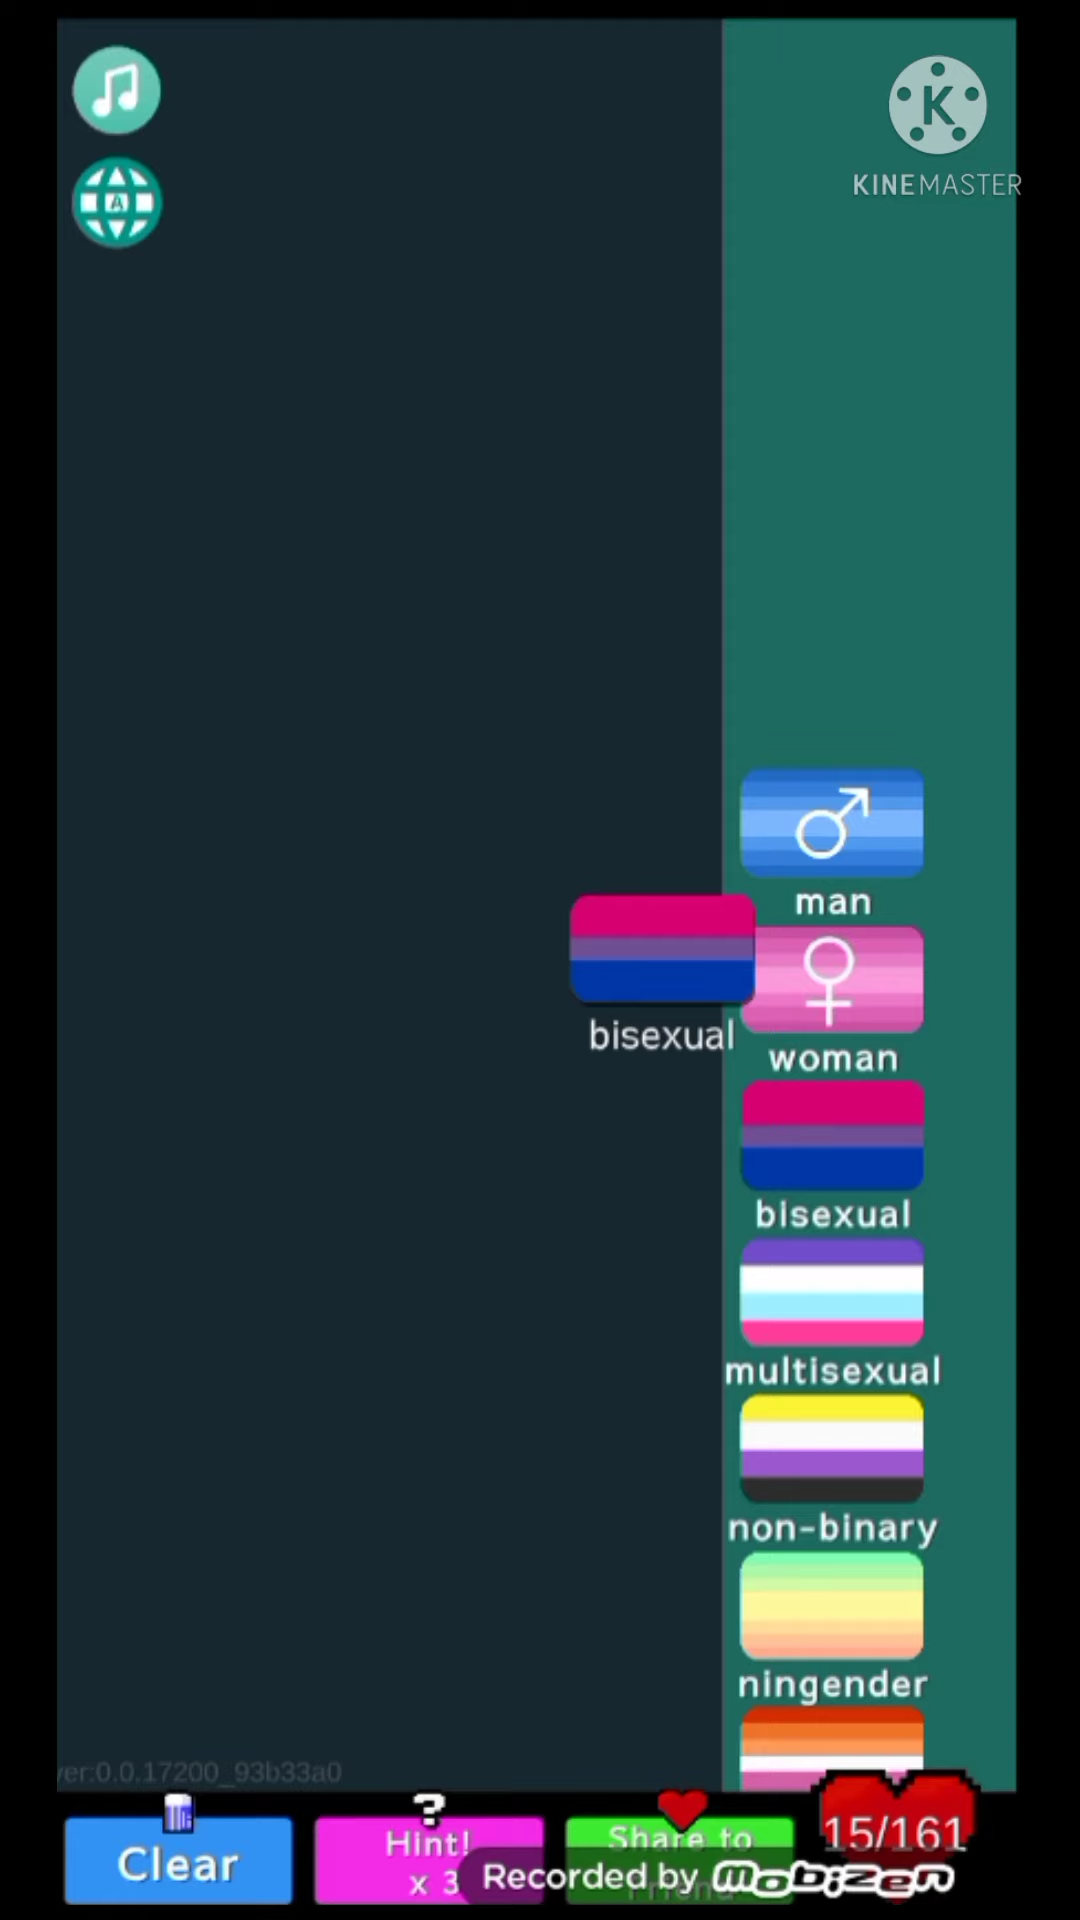 K
KINEMASTER
A
man
bisexual
woman
bisexual
multisexual
non-binary
ningender
ver:0.0.17200_93b33a0
15/161
Clear
?
Hint!
x 3
Share to
Friend
Recorded by mobizen